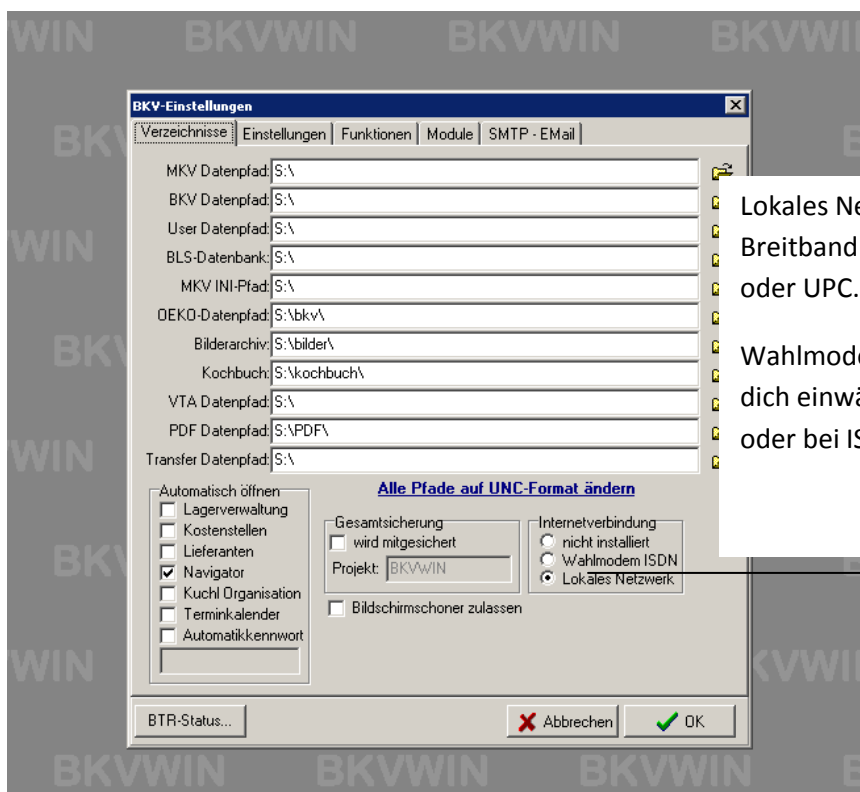 WIN BKVWIN BKVWIN BKVWI
BKV-Einstellungen
Verzeichnisse Einstellungen Funktionen Module SMTP - EMail
MKV Datenpfad: S:\
BKV Datenpfad: S:\
User Datenpfad: S:\
BLS-Datenbank: S:\
MKV INI-Pfad: S:\
OEKO-Datenpfad: S:\bkv\
Bilderarchiv: S:\bilder\
Kochbuch: S:\kochbuch\
VTA Datenpfad: S:\
PDF Datenpfad: S:\PDF\
Transfer Datenpfad: S:\
Lokales Ne
Breitband
oder UPC.
Wahlmode
dich einwä
oder bei IS
Alle Pfade auf UNC-Format ändern
Automatisch öffnen
Lagerverwaltung
Kostenstellen
Lieferanten
Navigator
Kuchl Organisation
Terminkalender
Automatikkennwort
Gesamtsicherung
wird mitgesichert
Projekt: BKVWIN
Internetverbindung
nicht installiert
Wahlmodem ISDN
Lokales Netzwerk
Bildschirmschoner zulassen
BTR-Status...
Abbrechen
OK
BKVWIN BKVWIN BKVWIN